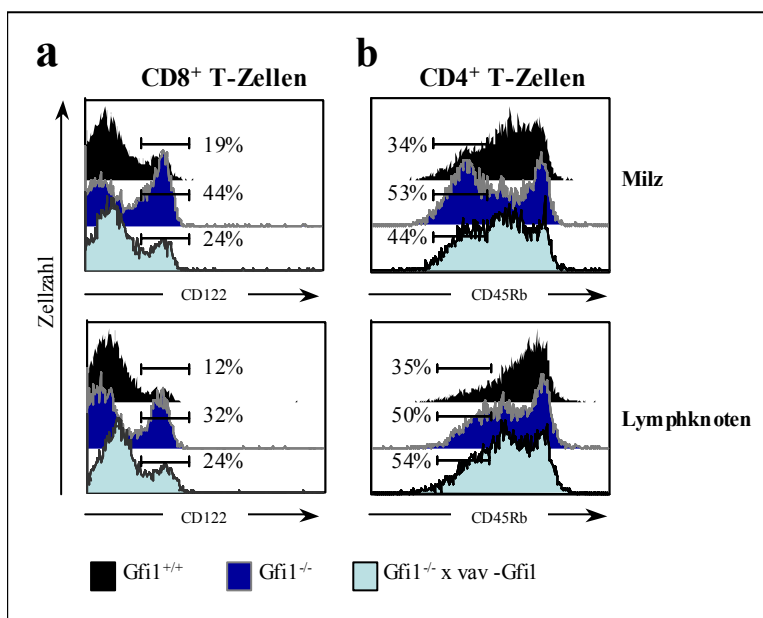 a
b
CD8+ T-Zellen
CD4+ T-Zellen
Zellzahl
19%
44%
24%
CD122
34%
53%
44%
CD45Rb
Milz
12%
32%
24%
CD122
35%
50%
54%
CD45Rb
Lymphknoten
Gfi1+/+
Gfi1-/-
Gfi1-/- x vav -Gfi1